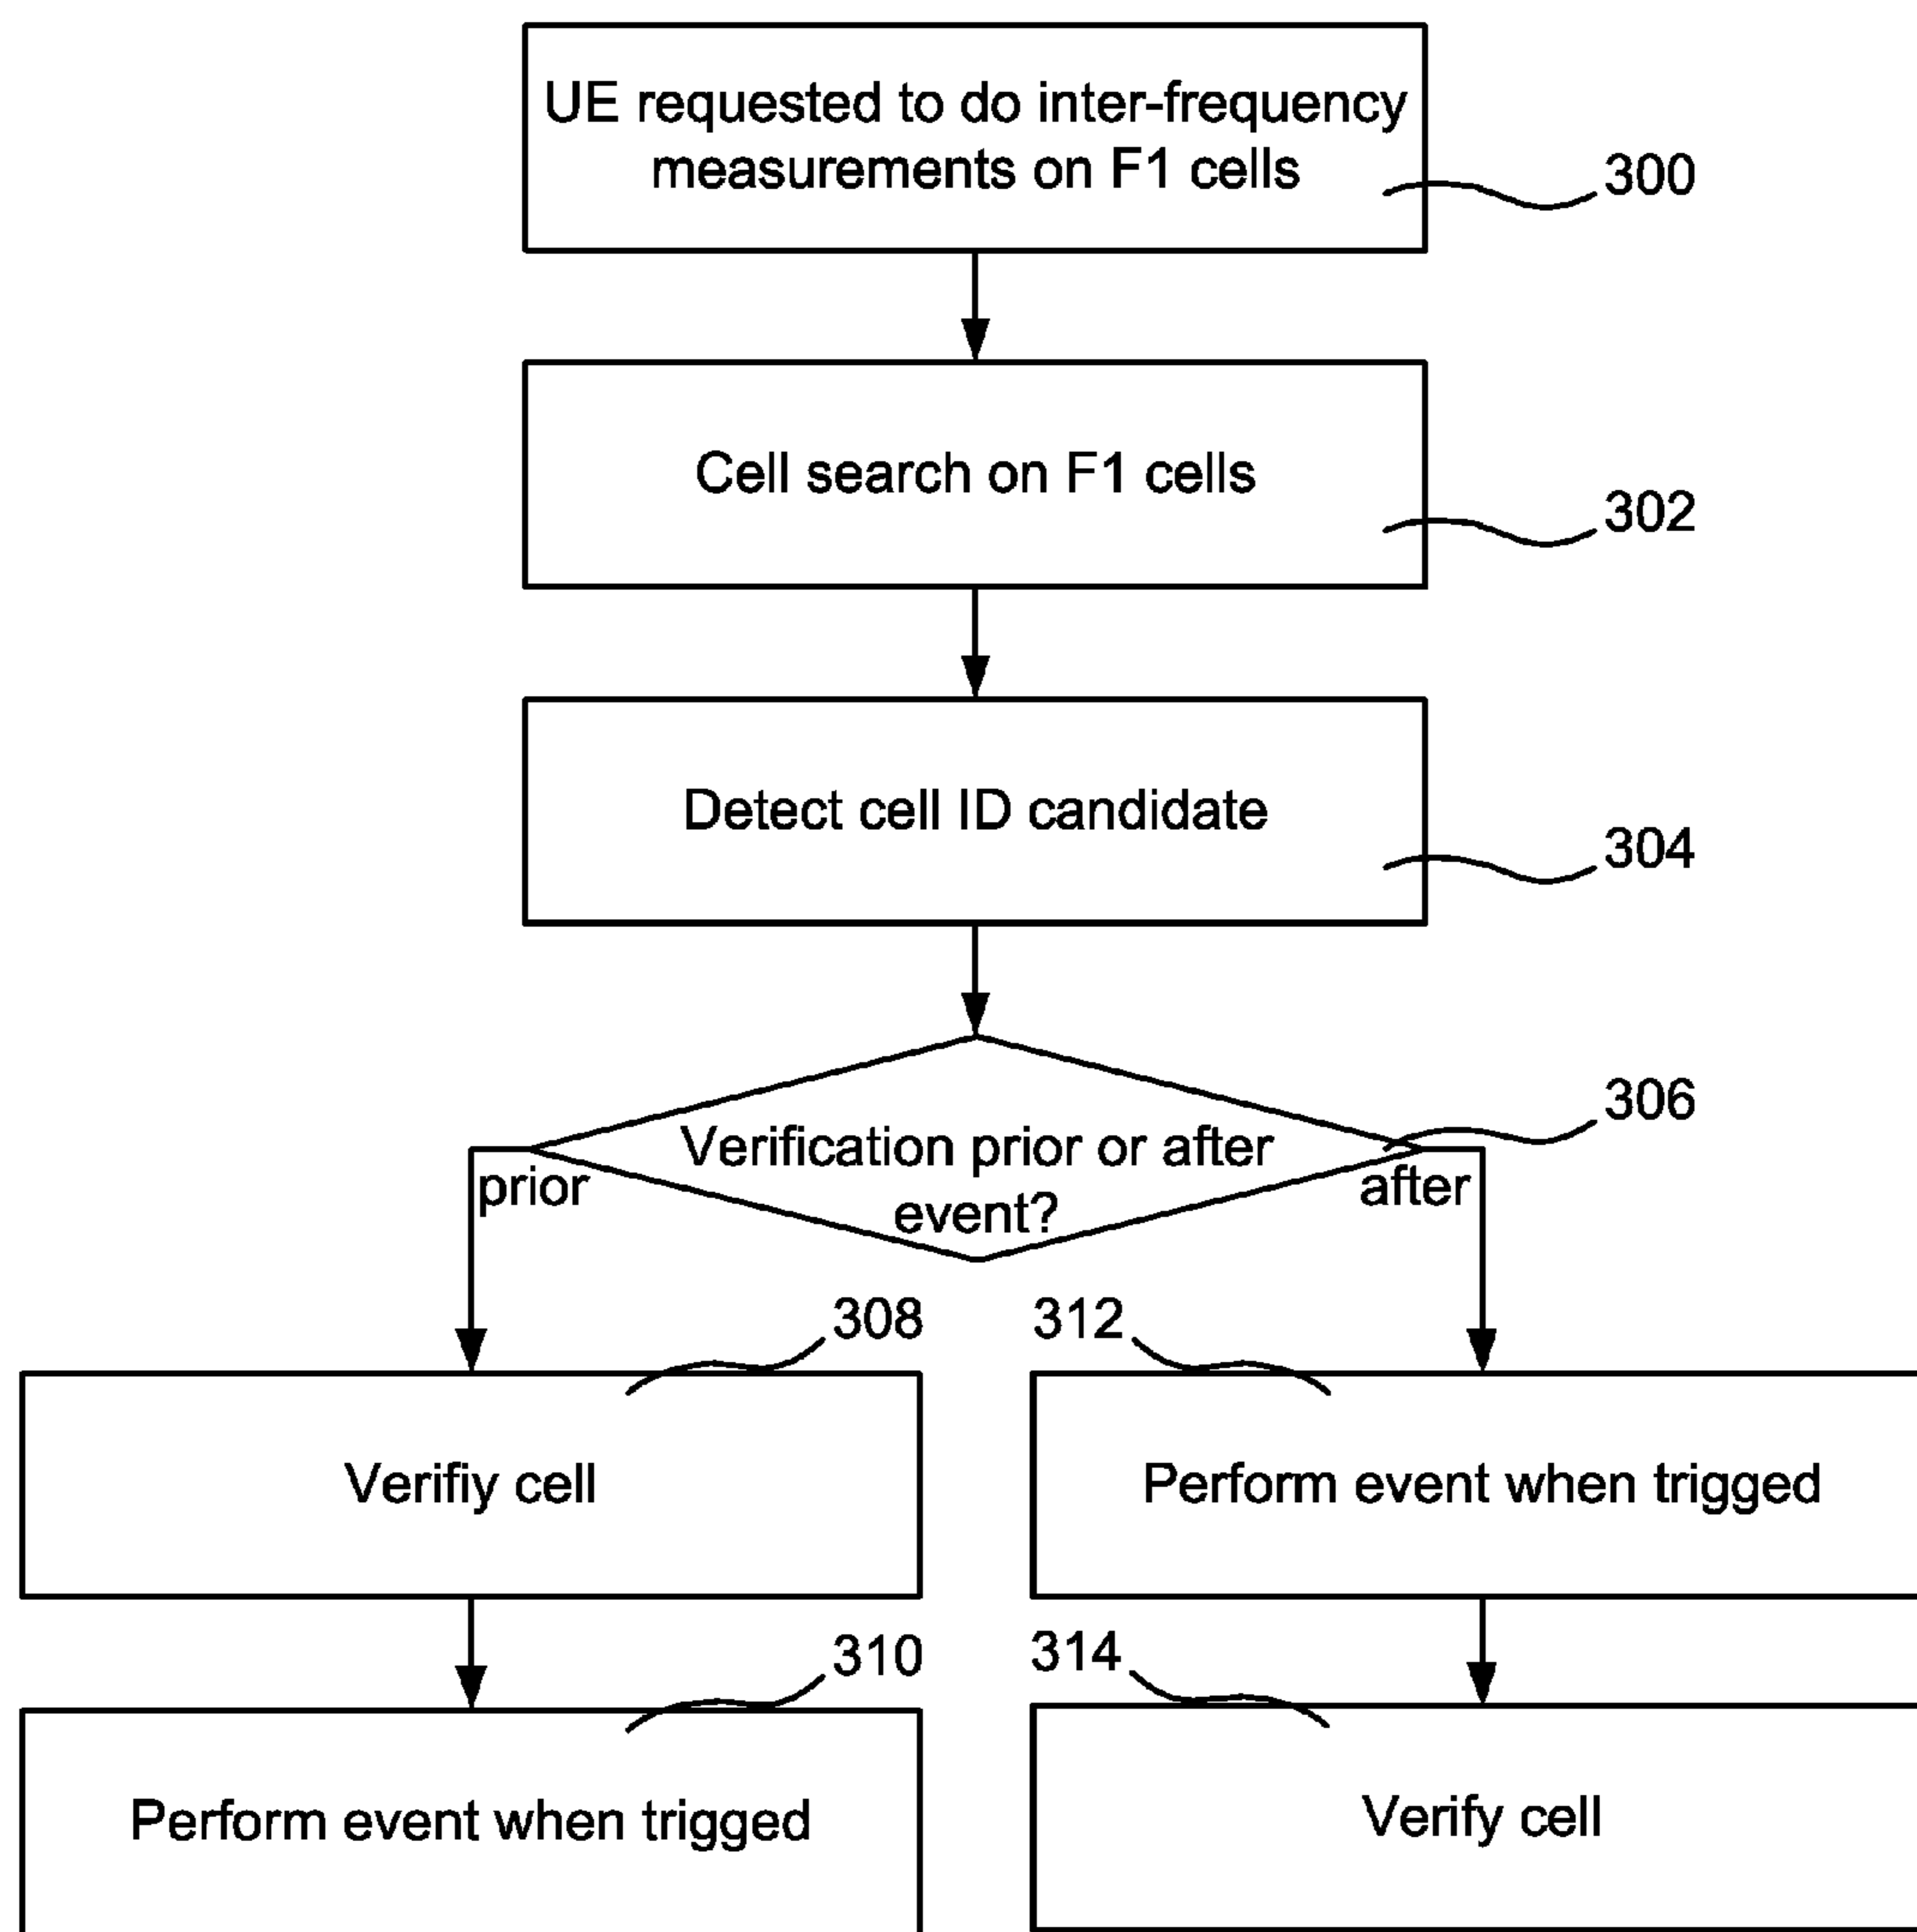 UE requested to do inter-frequency
measurements on F1 cells
300
Cell search on F1 cells
302
Detect cell ID candidate
304
306
Verification prior or after
event?
prior
after
308
312
Verifiy cell
Perform event when trigged
310
314
Perform event when trigged
Verify cell